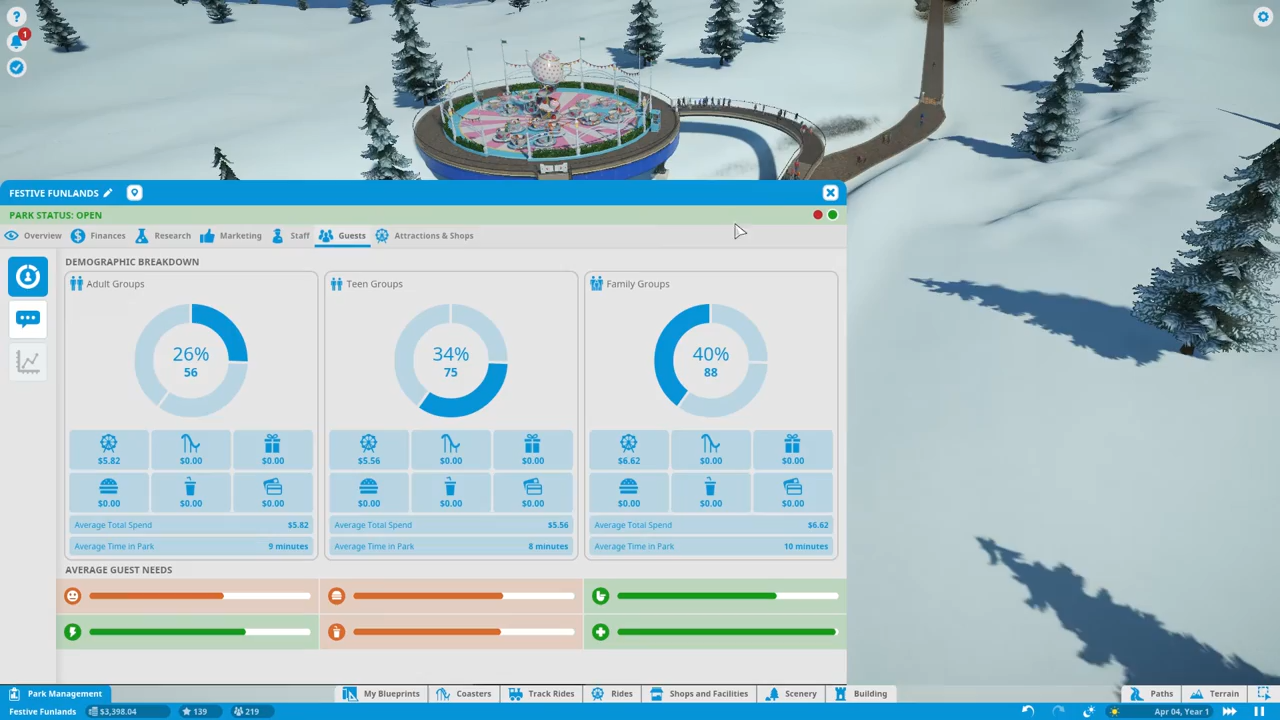 ?
1
FESTIVE FUNLANDS
PARK STATUS: OPEN
Overview Finances Research Marketing Staff Guests Attractions & Shops
DEMOGRAPHIC BREAKDOWN
Adult Groups
26%
56
$5.82 $0.00 $0.00
$0.00 $0.00 $0.00
Average Total Spend $5.82
Average Time in Park 9 minutes
Teen Groups
34%
75
$5.56 $0.00 $0.00
$0.00 $0.00 $0.00
Average Total Spend $5.56
Average Time in Park 8 minutes
Family Groups
40%
88
$6.62 $0.00 $0.00
$0.00 $0.00 $0.00
Average Total Spend $6.62
Average Time in Park 10 minutes
AVERAGE GUEST NEEDS
Park Management My Blueprints Coasters Track Rides Rides Shops and Facilities Scenery Building Paths Terrain
Festive Funlands $3,398.04 139 219 Apr 04, Year 1